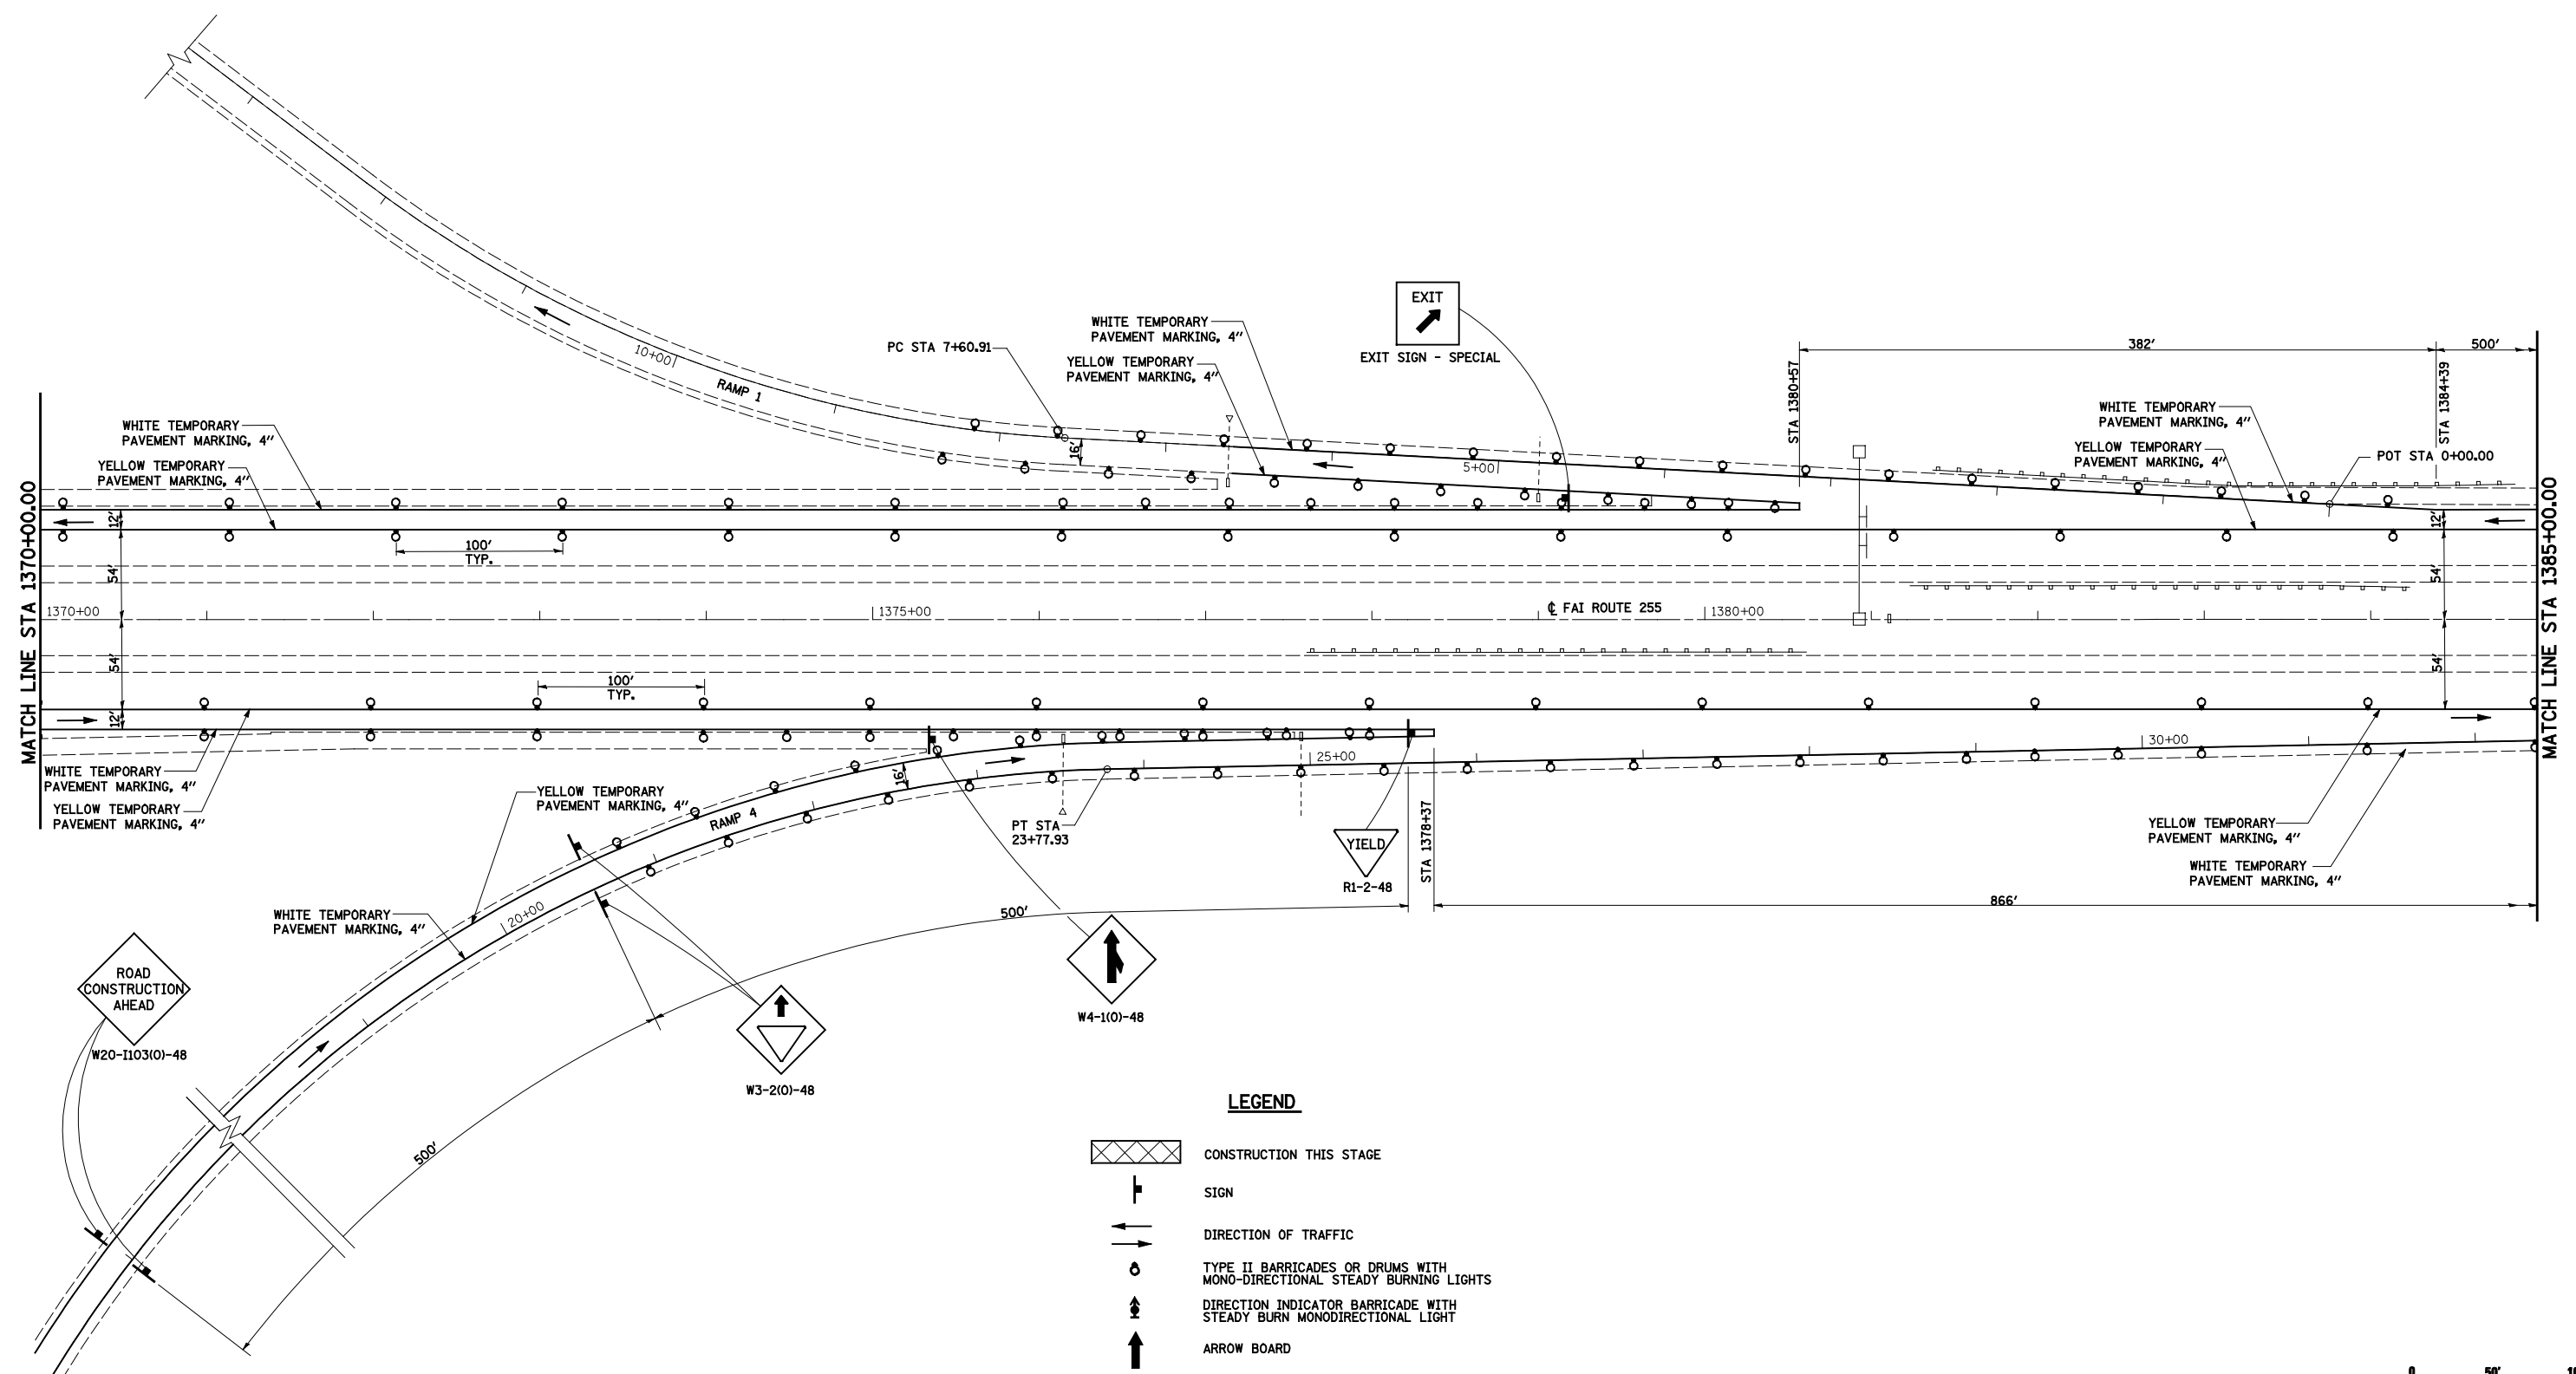 EXIT
EXIT SIGN - SPECIAL
WHITE TEMPORARY
PAVEMENT MARKING, 4"
YELLOW TEMPORARY
PAVEMENT MARKING, 4"
PC STA 7+60.91
10+00
RAMP 1
16'
5+00
STA 1380+57
382'
STA 1384+39
500'
WHITE TEMPORARY
PAVEMENT MARKING, 4"
YELLOW TEMPORARY
PAVEMENT MARKING, 4"
POT STA 0+00.00
WHITE TEMPORARY
PAVEMENT MARKING, 4"
YELLOW TEMPORARY
PAVEMENT MARKING, 4"
MATCH LINE STA 1370+00.00
MATCH LINE STA 1385+00.00
12'
12'
100'
TYP.
54'
54'
1370+00
1375+00
℄ FAI ROUTE 255
1380+00
54'
54'
100'
TYP.
12'
WHITE TEMPORARY
PAVEMENT MARKING, 4"
YELLOW TEMPORARY
PAVEMENT MARKING, 4"
YELLOW TEMPORARY
PAVEMENT MARKING, 4"
16'
RAMP 4
25+00
30+00
PT STA
23+77.93
YIELD
R1-2-48
STA 1378+37
YELLOW TEMPORARY
PAVEMENT MARKING, 4"
WHITE TEMPORARY
PAVEMENT MARKING, 4"
866'
500'
20+00
WHITE TEMPORARY
PAVEMENT MARKING, 4"
ROAD
CONSTRUCTION
AHEAD
W20-I103(O)-48
W4-1(O)-48
W3-2(O)-48
500'
LEGEND
CONSTRUCTION THIS STAGE
SIGN
DIRECTION OF TRAFFIC
TYPE II BARRICADES OR DRUMS WITH
MONO-DIRECTIONAL STEADY BURNING LIGHTS
DIRECTION INDICATOR BARRICADE WITH
STEADY BURN MONODIRECTIONAL LIGHT
ARROW BOARD